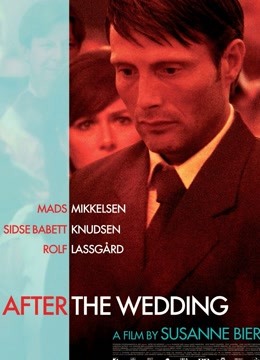 MADS MIKKELSEN
SIDSE BABETT KNUDSEN
ROLF LASSGÅRD
AFTER THE WEDDING
A FILM BY SUSANNE BIER